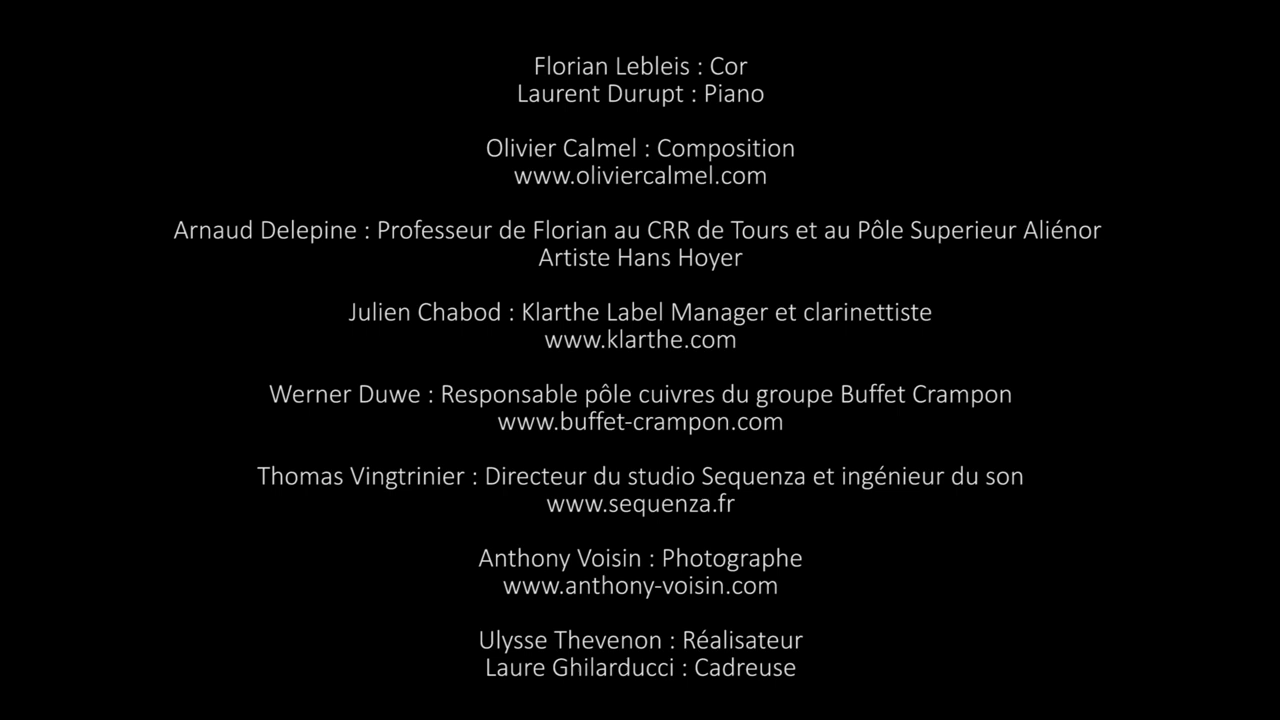 Florian Lebleis : Cor
Laurent Durupt : Piano
Olivier Calmel : Composition
www.oliviercalmel.com
Arnaud Delepine : Professeur de Florian au CRR de Tours et au Pôle Superieur Aliénor
Artiste Hans Hoyer
Julien Chabod : Klarthe Label Manager et clarinettiste
www.klarthe.com
Werner Duwe : Responsable pôle cuivres du groupe Buffet Crampon
www.buffet-crampon.com
Thomas Vingtrinier : Directeur du studio Sequenza et ingénieur du son
www.sequenza.fr
Anthony Voisin : Photographe
www.anthony-voisin.com
Ulysse Thevenon : Réalisateur
Laure Ghilarducci : Cadreuse